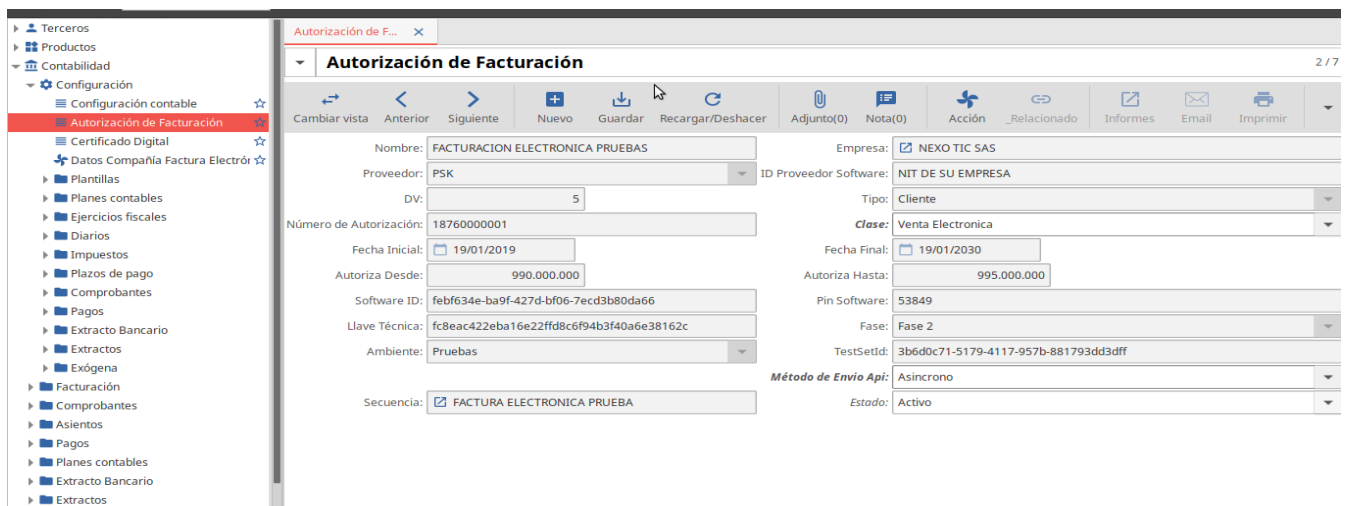 Terceros
Productos
Contabilidad
Configuración
Configuración contable
Autorización de Facturación
Certificado Digital
Datos Compañía Factura Electrór
Plantillas
Planes contables
Ejercicios fiscales
Diarios
Impuestos
Plazos de pago
Comprobantes
Pagos
Extracto Bancario
Extractos
Exógena
Facturación
Comprobantes
Asientos
Pagos
Planes contables
Extracto Bancario
Extractos
Autorización de F...
Autorización de Facturación 2 / 7
Cambiar vista Anterior Siguiente Nuevo Guardar Recargar/Deshacer Adjunto(0) Nota(0) Acción _Relacionado Informes Email Imprimir
Nombre: FACTURACION ELECTRONICA PRUEBAS Empresa: NEXO TIC SAS
Proveedor: PSK ID Proveedor Software: NIT DE SU EMPRESA
DV: 5 Tipo: Cliente
Número de Autorización: 18760000001 Clase: Venta Electronica
Fecha Inicial: 19/01/2019 Fecha Final: 19/01/2030
Autoriza Desde: 990.000.000 Autoriza Hasta: 995.000.000
Software ID: febf634e-ba9f-427d-bf06-7ecd3b80da66 Pin Software: 53849
Llave Técnica: fc8eac422eba16e22ffd8c6f94b3f40a6e38162c Fase: Fase 2
Ambiente: Pruebas TestSetId: 3b6d0c71-5179-4117-957b-881793dd3dff
Método de Envio Api: Asincrono
Secuencia: FACTURA ELECTRONICA PRUEBA Estado: Activo